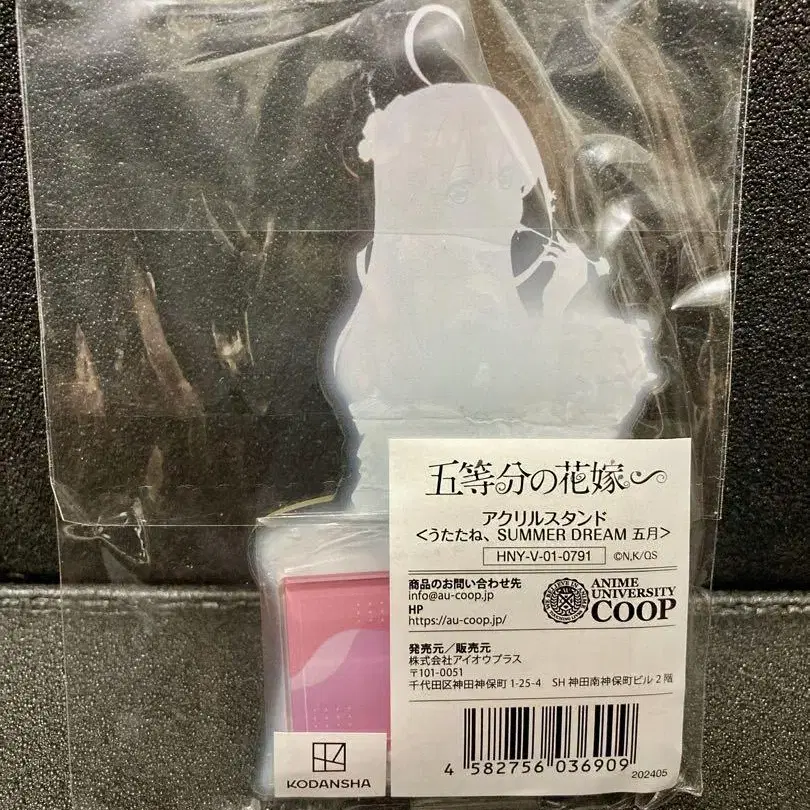 五等分の花嫁∽
アクリルスタンド
<うたたね、SUMMER DREAM 五月>
HNY-V-01-0791 ©N,K/QS
商品のお問い合わせ先
info@au-coop.jp/
HP
https://au-coop.jp/
ANIME
UNIVERSITY
COOP
発売元／販売元
株式会社アイオウプラス
〒101-0051
千代田区神田神保町 1-25-4 SH 神田南神保町ビル 2 階
4 582756 036909
202405
KODANSHA